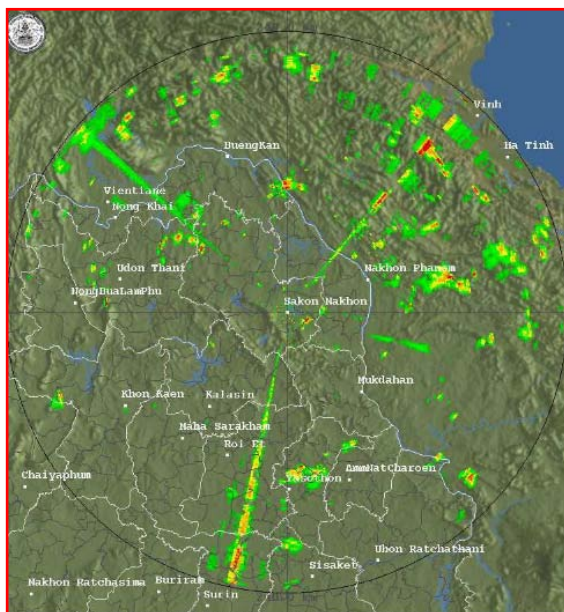 Vinh
Ha Tinh
BuengKan
Vientiane
Nong Khai
Udon Thani
Nakhon Phanom
NongBuaLamPhu
Sakon Nakhon
Mukdahan
Khon Kaen
Kalasin
Maha Sarakham
Roi Et
AmnatCharoen
Yasothon
Chaiyaphum
Ubon Ratchathani
Sisaket
Nakhon Ratchasima
Buriram
Surin